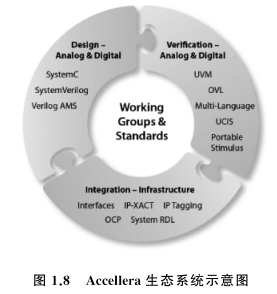 Design –
Analog & Digital
SystemC
SystemVerilog
Verilog AMS
Verification –
Analog & Digital
UVM
OVL
Multi-Language
UCIS
Portable
Stimulus
Working
Groups &
Standards
Integration – Infrastructure
Interfaces IP-XACT IP Tagging
OCP System RDL
图 1.8 Accellera 生态系统示意图